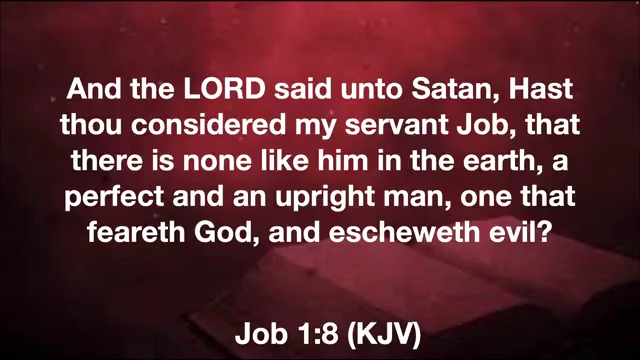 And the LORD said unto Satan, Hast
thou considered my servant Job, that
there is none like him in the earth, a
perfect and an upright man, one that
feareth God, and escheweth evil?
Job 1:8 (KJV)